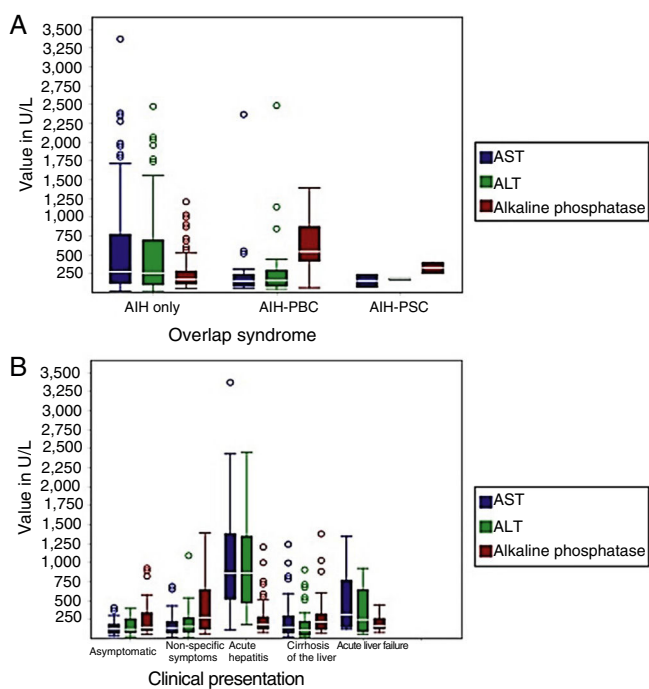 A
3,500
3,250
3,000
2,750
2,500
2,250
2,000
1,750
1,500
1,250
1,000
750
500
250
Value in U/L
AIH only AIH-PBC AIH-PSC
Overlap syndrome
AST
ALT
Alkaline phosphatase
B
3,500
3,250
3,000
2,750
2,500
2,250
2,000
1,750
1,500
1,250
1,000
750
500
250
Value in U/L
Asymptomatic Non-specific symptoms Acute hepatitis Cirrhosis of the liver Acute liver failure
Clinical presentation
AST
ALT
Alkaline phosphatase